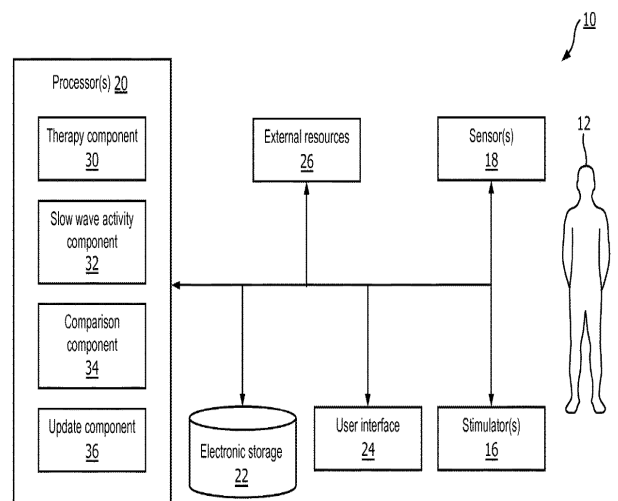 10
Processor(s) 20
Therapy component
30
Slow wave activity
component
32
Comparison
component
34
Update component
36
External resources
26
Sensor(s)
18
12
Electronic storage
22
User interface
24
Stimulator(s)
16